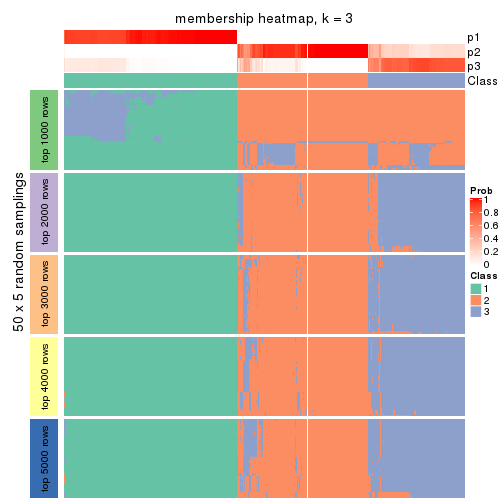 membership heatmap, k = 3
p1
p2
p3
Class
50 x 5 random samplings
top 1000 rows
top 2000 rows
top 3000 rows
top 4000 rows
top 5000 rows
Prob
1
0.8
0.6
0.4
0.2
0
Class
1
2
3